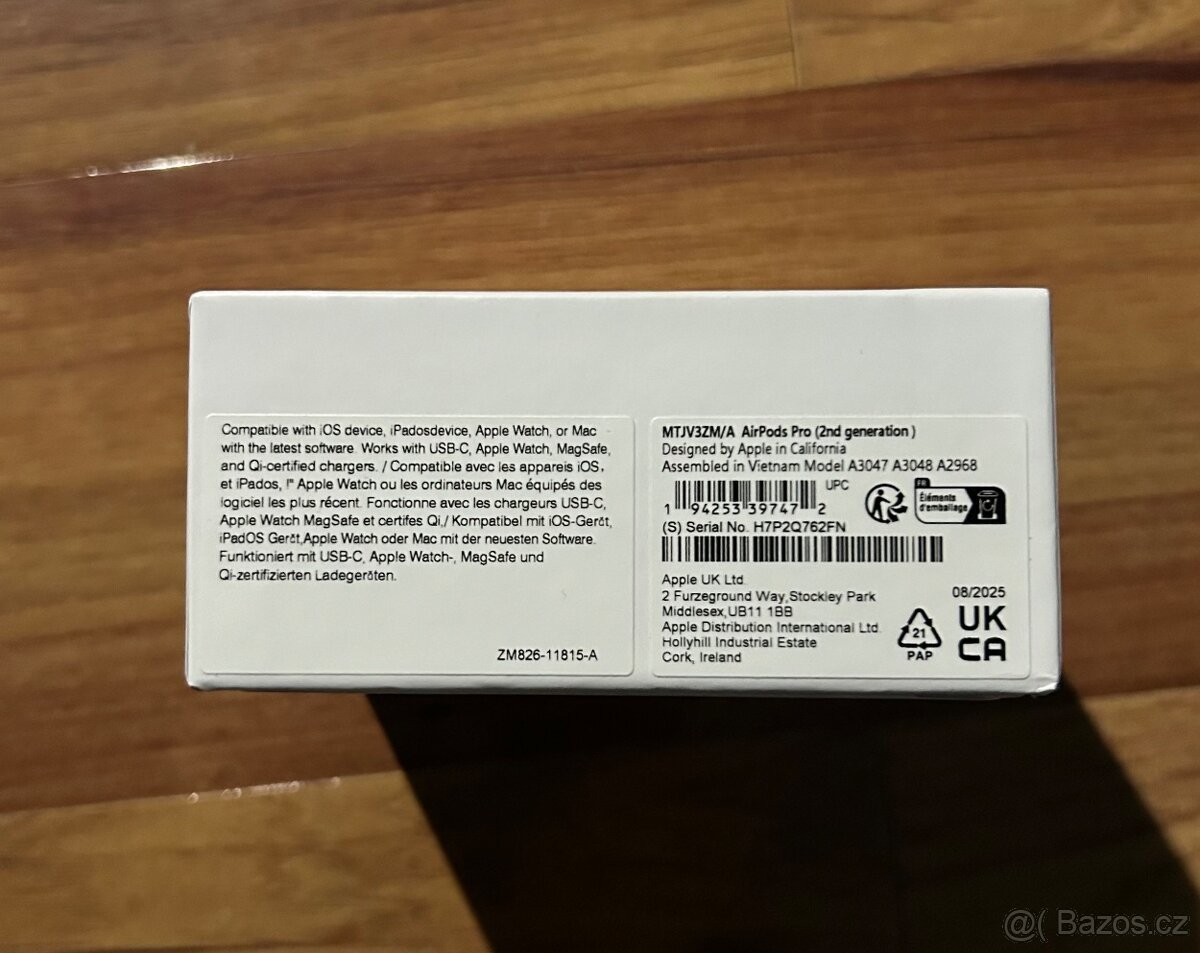 Compatible with iOS device, iPadosdevice, Apple Watch, or Mac
with the latest software. Works with USB-C, Apple Watch, MagSafe,
and Qi-certified chargers. / Compatible avec les appareils iOS,
et iPados, l" Apple Watch ou les ordinateurs Mac équipés des
logiciel les plus récent. Fonctionne avec les chargeurs USB-C,
Apple Watch MagSafe et certifes Qi,/ Kompatibel mit iOS-Gerät,
iPadOS Gerät,Apple Watch oder Mac mit der neuesten Software.
Funktioniert mit USB-C, Apple Watch-, MagSafe und
Qi-zertifizierten Ladegeräten.
ZM826-11815-A
MTJV3ZM/A AirPods Pro (2nd generation )
Designed by Apple in California
Assembled in Vietnam Model A3047 A3048 A2968
UPC
1 94253 39747 2
FR
Éléments
d'emballage
(S) Serial No. H7P2Q762FN
Apple UK Ltd.
2 Furzeground Way,Stockley Park
Middlesex,UB11 1BB
Apple Distribution International Ltd.
Hollyhill Industrial Estate
Cork, Ireland
21
PAP
08/2025
UK
CA
@( Bazos.cz